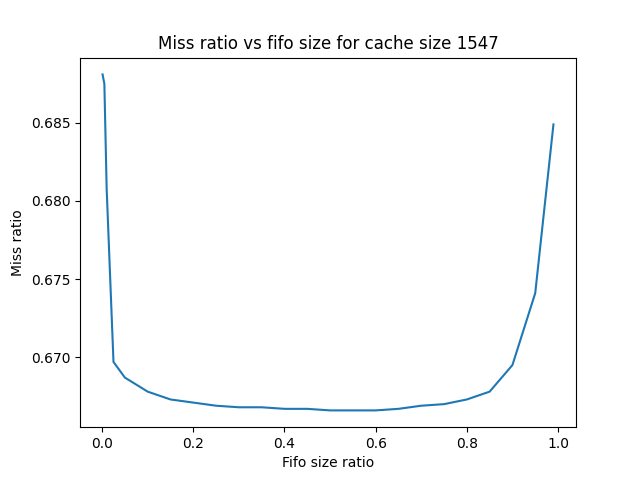 Miss ratio vs fifo size for cache size 1547
Miss ratio
0.685
0.680
0.675
0.670
0.0 0.2 0.4 0.6 0.8 1.0
Fifo size ratio